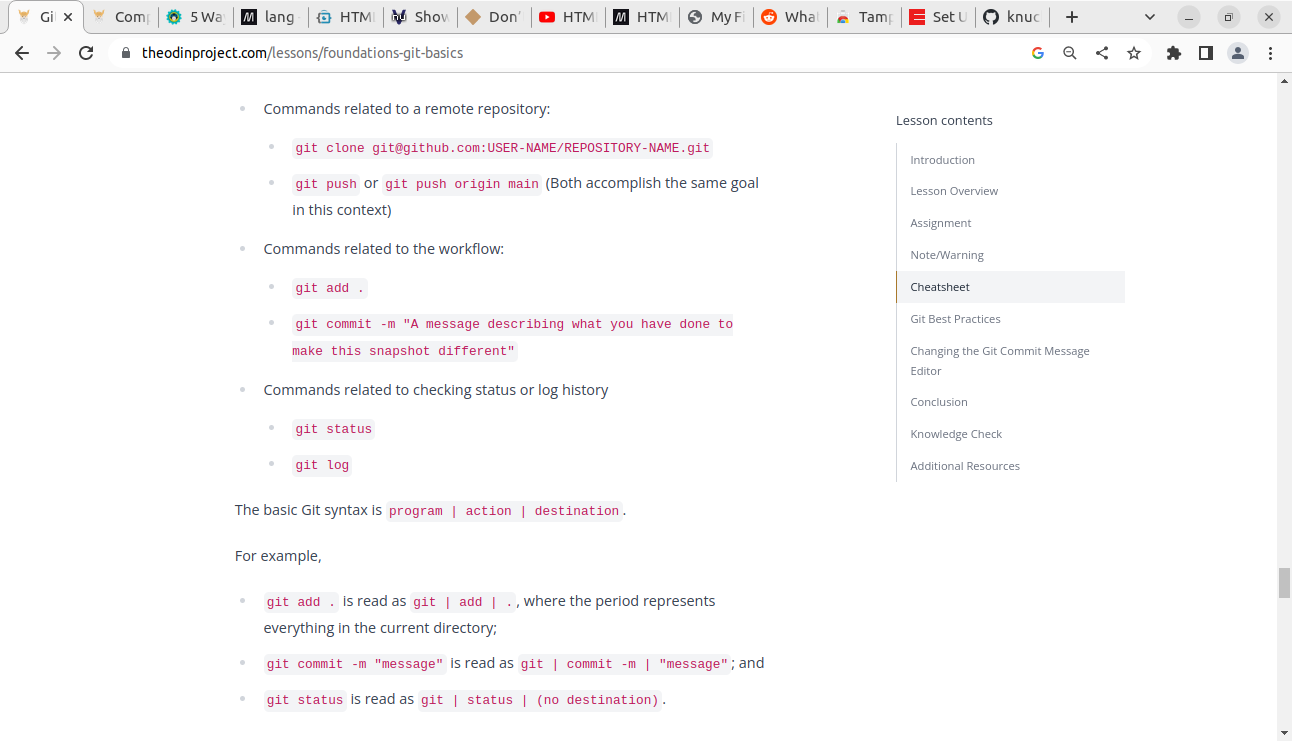 Gi
Comp
5 Way
lang
HTML
Show
Don'
HTML
HTML
My Fi
What
Tamp
Set U
knuc
theodinproject.com/lessons/foundations-git-basics
Commands related to a remote repository:
git clone git@github.com:USER-NAME/REPOSITORY-NAME.git
git push or git push origin main (Both accomplish the same goal
in this context)
Commands related to the workflow:
git add .
git commit -m "A message describing what you have done to
make this snapshot different"
Commands related to checking status or log history
git status
git log
The basic Git syntax is program | action | destination.
For example,
git add . is read as git | add | ., where the period represents
everything in the current directory;
git commit -m "message" is read as git | commit -m | "message"; and
git status is read as git | status | (no destination).
Lesson contents
Introduction
Lesson Overview
Assignment
Note/Warning
Cheatsheet
Git Best Practices
Changing the Git Commit Message
Editor
Conclusion
Knowledge Check
Additional Resources